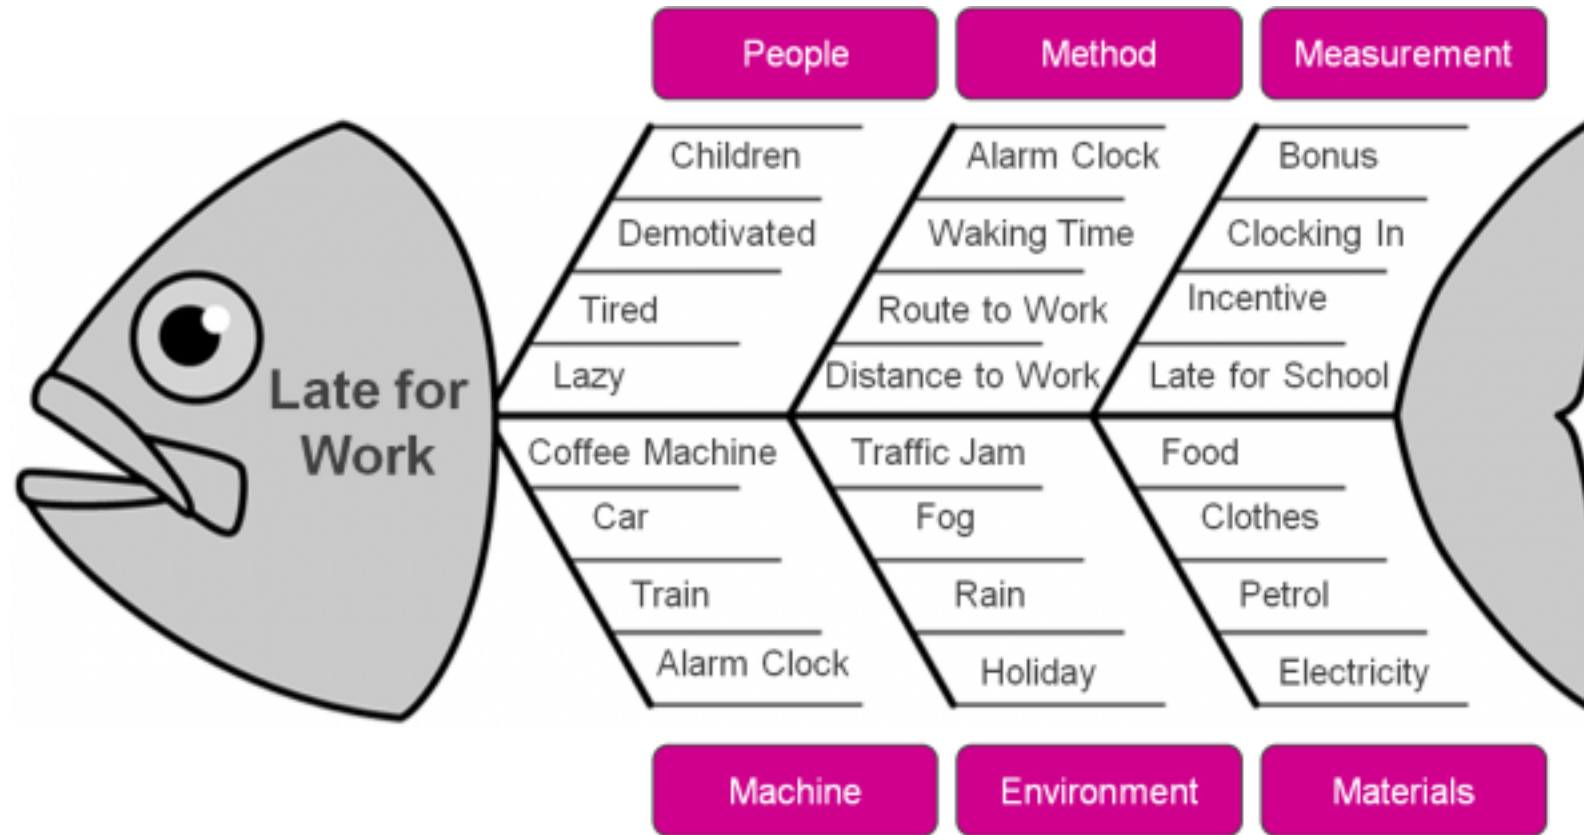 People
Method
Measurement
Children
Alarm Clock
Bonus
Demotivated
Waking Time
Clocking In
Tired
Route to Work
Incentive
Lazy
Distance to Work
Late for School
Late for
Work
Coffee Machine
Traffic Jam
Food
Car
Fog
Clothes
Train
Rain
Petrol
Alarm Clock
Holiday
Electricity
Machine
Environment
Materials